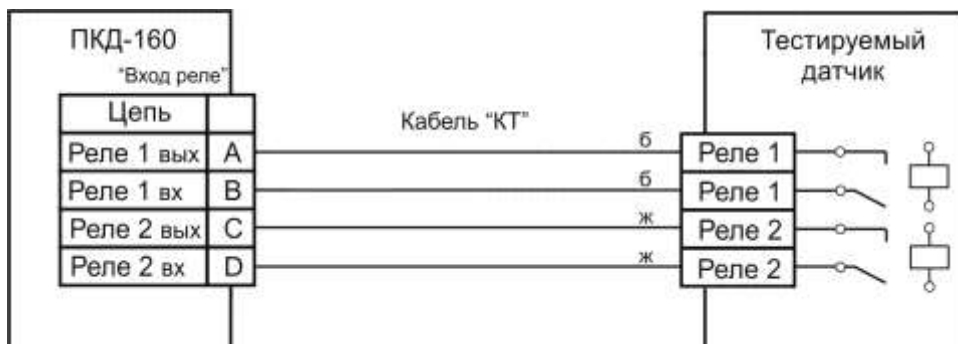 ПКД-160
"Вход реле"
Цепь
Реле 1 вых A
Реле 1 вх B
Реле 2 вых C
Реле 2 вх D
Кабель "КТ"
б
б
ж
ж
Тестируемый
датчик
Реле 1
Реле 1
Реле 2
Реле 2